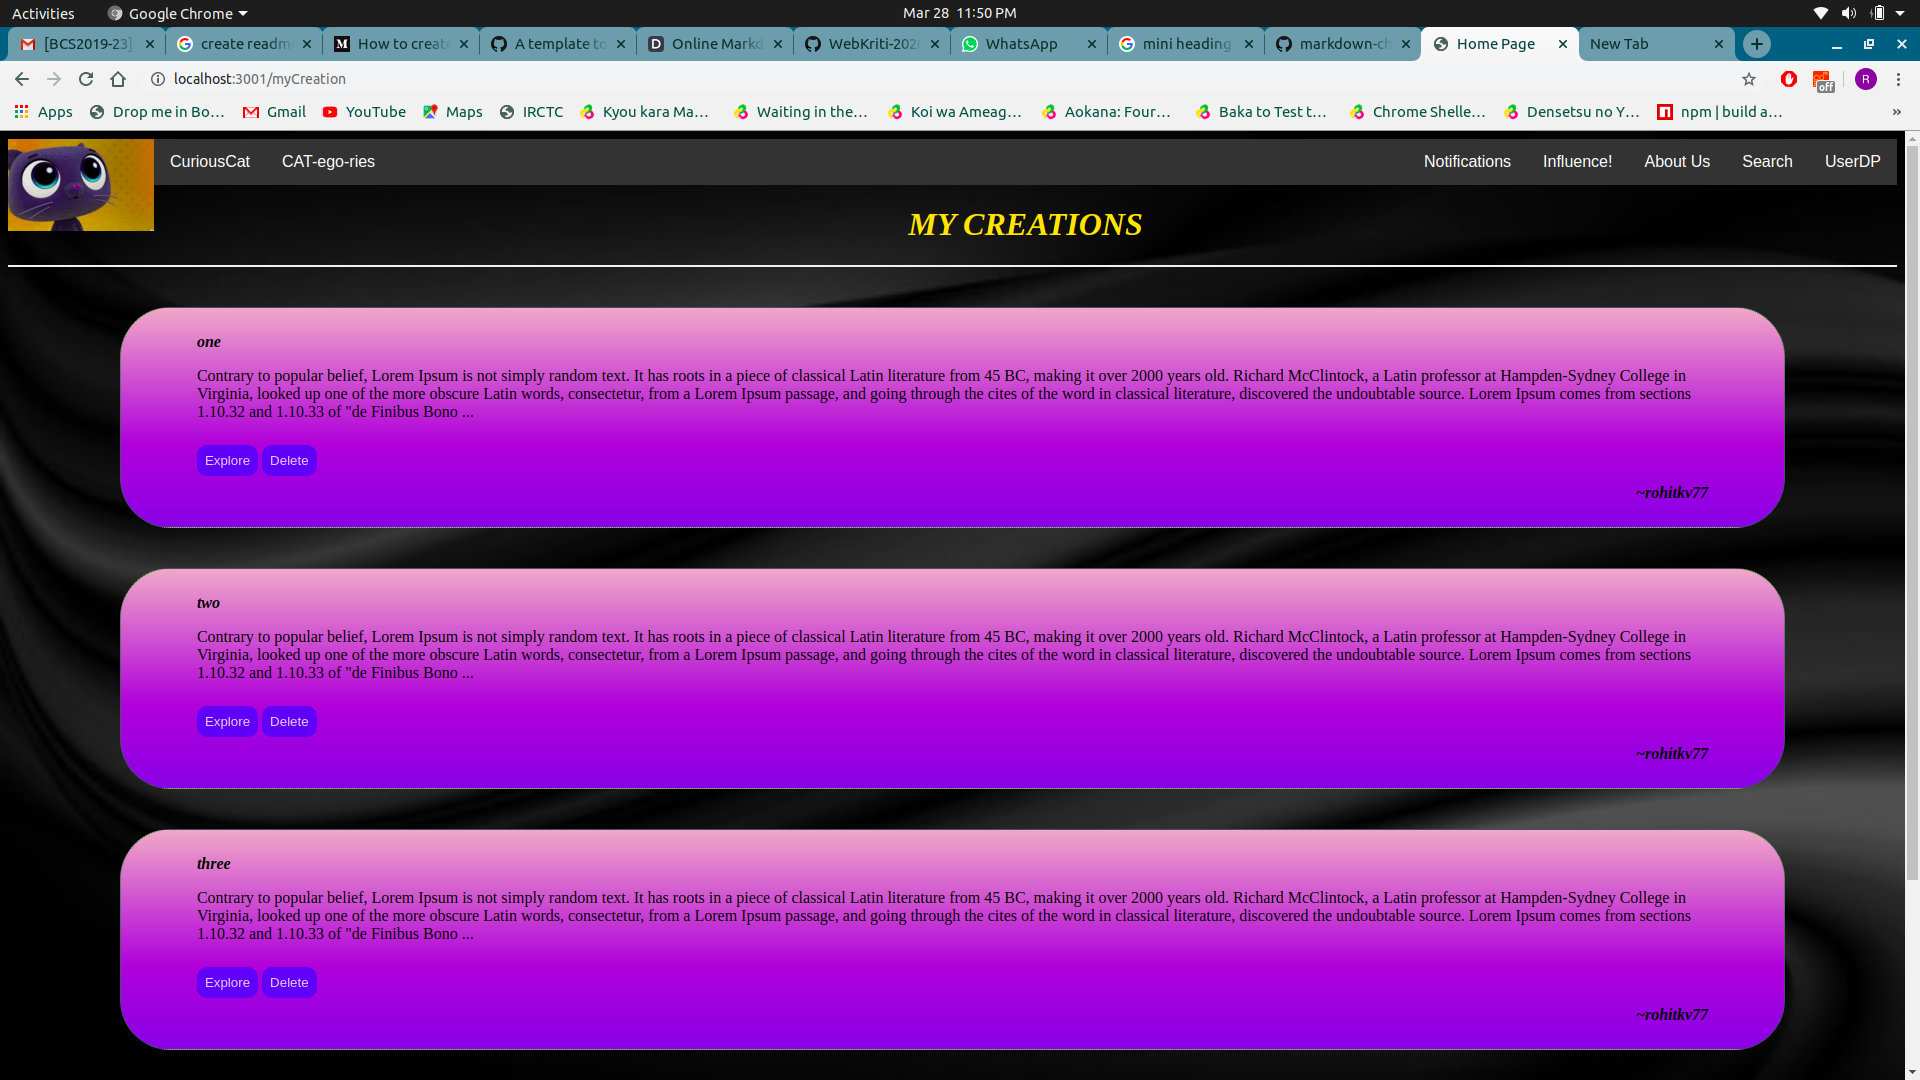 Activities Google Chrome Mar 28 11:50 PM
[BCS2019-23] create readm How to create A template to Online Markd WebKriti-202 WhatsApp mini heading markdown-ch Home Page New Tab
localhost:3001/myCreation R off
Apps Drop me in Bo... Gmail YouTube Maps IRCTC Kyou kara Ma... Waiting in the... Koi wa Ameag... Aokana: Four... Baka to Test t... Chrome Shelle... Densetsu no Y... npm | build a... »
CuriousCat CAT-ego-ries Notifications Influence! About Us Search UserDP
MY CREATIONS
one
Contrary to popular belief, Lorem Ipsum is not simply random text. It has roots in a piece of classical Latin literature from 45 BC, making it over 2000 years old. Richard McClintock, a Latin professor at Hampden-Sydney College in
Virginia, looked up one of the more obscure Latin words, consectetur, from a Lorem Ipsum passage, and going through the cites of the word in classical literature, discovered the undoubtable source. Lorem Ipsum comes from sections
1.10.32 and 1.10.33 of "de Finibus Bono ...
Explore Delete
~rohitkv77
two
Contrary to popular belief, Lorem Ipsum is not simply random text. It has roots in a piece of classical Latin literature from 45 BC, making it over 2000 years old. Richard McClintock, a Latin professor at Hampden-Sydney College in
Virginia, looked up one of the more obscure Latin words, consectetur, from a Lorem Ipsum passage, and going through the cites of the word in classical literature, discovered the undoubtable source. Lorem Ipsum comes from sections
1.10.32 and 1.10.33 of "de Finibus Bono ...
Explore Delete
~rohitkv77
three
Contrary to popular belief, Lorem Ipsum is not simply random text. It has roots in a piece of classical Latin literature from 45 BC, making it over 2000 years old. Richard McClintock, a Latin professor at Hampden-Sydney College in
Virginia, looked up one of the more obscure Latin words, consectetur, from a Lorem Ipsum passage, and going through the cites of the word in classical literature, discovered the undoubtable source. Lorem Ipsum comes from sections
1.10.32 and 1.10.33 of "de Finibus Bono ...
Explore Delete
~rohitkv77